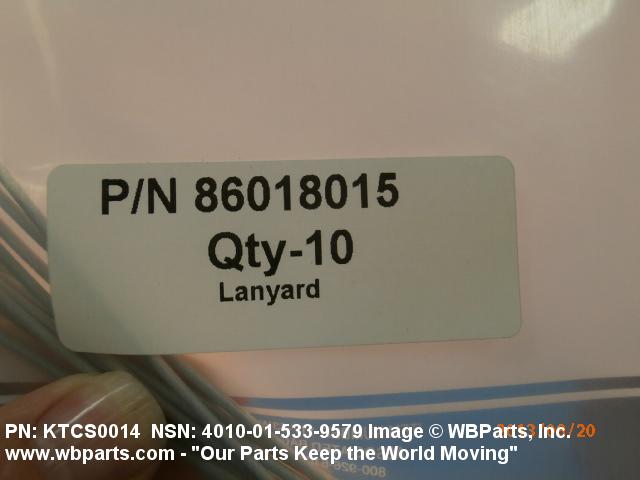 P/N 86018015
Qty-10
Lanyard
PN: KTCS0014 NSN: 4010-01-533-9579 Image © WBParts, Inc.
www.wbparts.com - "Our Parts Keep the World Moving"